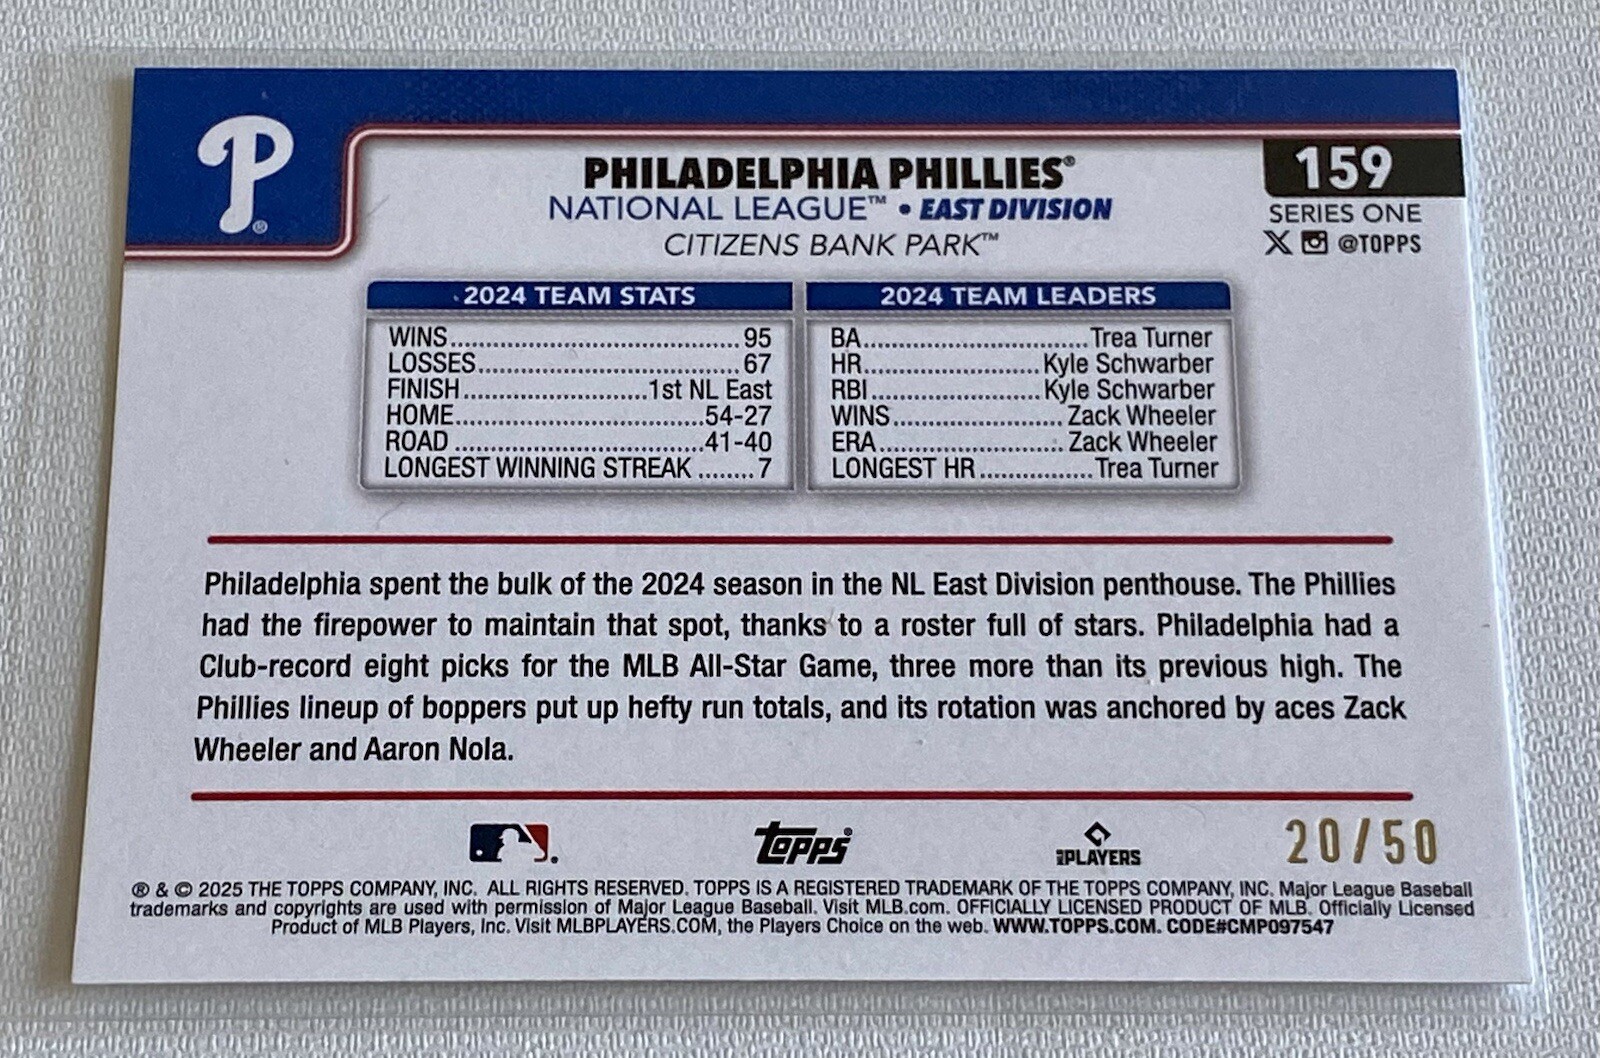 P®
PHILADELPHIA PHILLIES®
NATIONAL LEAGUE™ • EAST DIVISION
CITIZENS BANK PARK™
159
SERIES ONE
X @TOPPS
2024 TEAM STATS
WINS..........95
LOSSES..........67
FINISH..........1st NL East
HOME..........54-27
ROAD..........41-40
LONGEST WINNING STREAK ........7
2024 TEAM LEADERS
BA..........Trea Turner
HR..........Kyle Schwarber
RBI..........Kyle Schwarber
WINS..........Zack Wheeler
ERA..........Zack Wheeler
LONGEST HR..........Trea Turner
Philadelphia spent the bulk of the 2024 season in the NL East Division penthouse. The Phillies
had the firepower to maintain that spot, thanks to a roster full of stars. Philadelphia had a
Club-record eight picks for the MLB All-Star Game, three more than its previous high. The
Phillies lineup of boppers put up hefty run totals, and its rotation was anchored by aces Zack
Wheeler and Aaron Nola.
Topps®
MLB PLAYERS
20/50
® & © 2025 THE TOPPS COMPANY, INC. ALL RIGHTS RESERVED. TOPPS IS A REGISTERED TRADEMARK OF THE TOPPS COMPANY, INC. Major League Baseball
trademarks and copyrights are used with permission of Major League Baseball. Visit MLB.com. OFFICIALLY LICENSED PRODUCT OF MLB. Officially Licensed
Product of MLB Players, Inc. Visit MLBPLAYERS.COM, the Players Choice on the web. WWW.TOPPS.COM. CODE#CMP097547